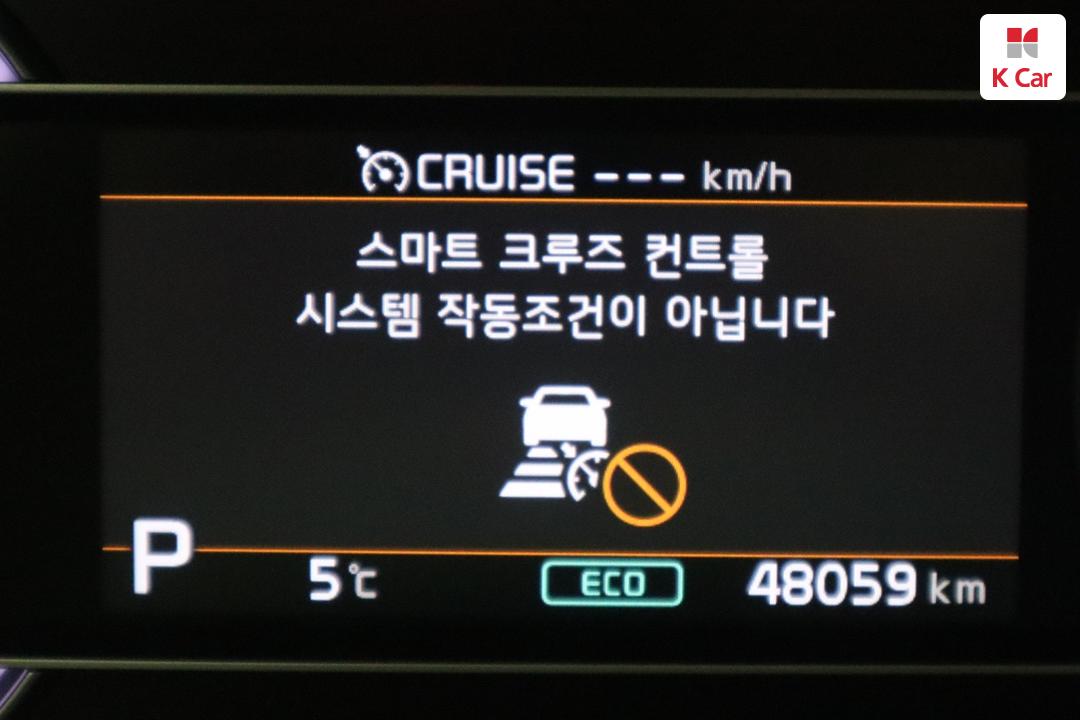 K Car
CRUISE --- km/h
스마트 크루즈 컨트롤
시스템 작동조건이 아닙니다
P 5℃ ECO 48059 km